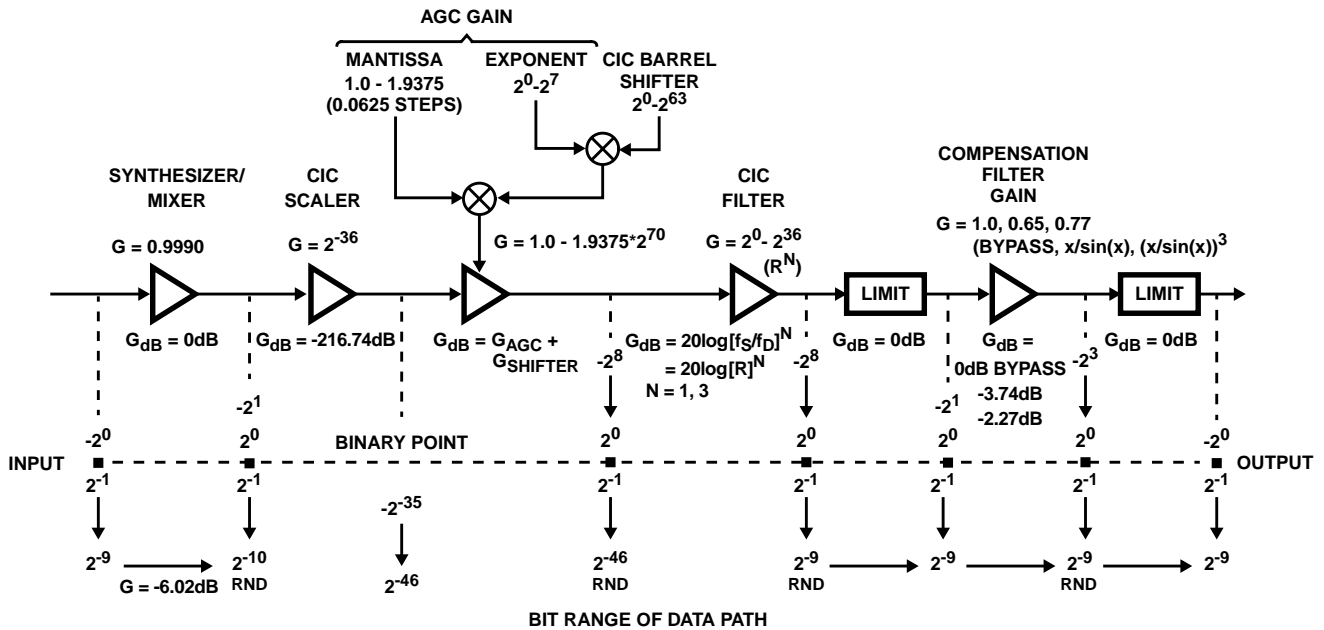 AGC GAIN
MANTISSA
1.0 - 1.9375
(0.0625 STEPS)
EXPONENT
2^0-2^7
CIC BARREL
SHIFTER
2^0-2^63
SYNTHESIZER/
MIXER
CIC
SCALER
CIC
FILTER
COMPENSATION
FILTER
GAIN
G = 0.9990
G = 2^-36
G = 1.0 - 1.9375*2^70
G = 2^0 - 2^36
(R^N)
G = 1.0, 0.65, 0.77
(BYPASS, x/sin(x), (x/sin(x))^3
LIMIT
LIMIT
G_dB = 0dB
G_dB = -216.74dB
G_dB = G_AGC +
G_SHIFTER
G_dB = 20log[f_S/f_D]^N
= 20log[R]^N
N = 1, 3
G_dB = 0dB
G_dB =
0dB BYPASS
-3.74dB
-2.27dB
G_dB = 0dB
-2^8
-2^8
-2^3
-2^1
-2^1
-2^0
2^0
BINARY POINT
2^0
2^0
2^0
2^0
-2^0
INPUT
OUTPUT
2^-1
2^-1
2^-1
2^-1
2^-1
2^-1
2^-1
-2^-35
2^-9
G = -6.02dB
2^-10
RND
2^-46
2^-46
RND
2^-9
RND
2^-9
2^-9
RND
2^-9
BIT RANGE OF DATA PATH